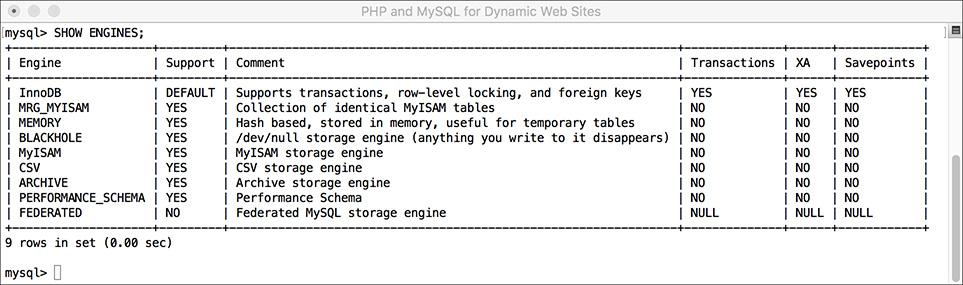 PHP and MySQL for Dynamic Web Sites
[mysql> SHOW ENGINES;
+--------------------+---------+----------------------------------------------------------------+--------------+------+------------+
| Engine             | Support | Comment                                                        | Transactions | XA   | Savepoints |
+--------------------+---------+----------------------------------------------------------------+--------------+------+------------+
| InnoDB             | DEFAULT | Supports transactions, row-level locking, and foreign keys     | YES          | YES  | YES        |
| MRG_MYISAM         | YES     | Collection of identical MyISAM tables                          | NO           | NO   | NO         |
| MEMORY             | YES     | Hash based, stored in memory, useful for temporary tables      | NO           | NO   | NO         |
| BLACKHOLE          | YES     | /dev/null storage engine (anything you write to it disappears) | NO           | NO   | NO         |
| MyISAM             | YES     | MyISAM storage engine                                          | NO           | NO   | NO         |
| CSV                | YES     | CSV storage engine                                             | NO           | NO   | NO         |
| ARCHIVE            | YES     | Archive storage engine                                         | NO           | NO   | NO         |
| PERFORMANCE_SCHEMA | YES     | Performance Schema                                             | NO           | NO   | NO         |
| FEDERATED          | NO      | Federated MySQL storage engine                                 | NULL         | NULL | NULL       |
+--------------------+---------+----------------------------------------------------------------+--------------+------+------------+
9 rows in set (0.00 sec)
mysql>